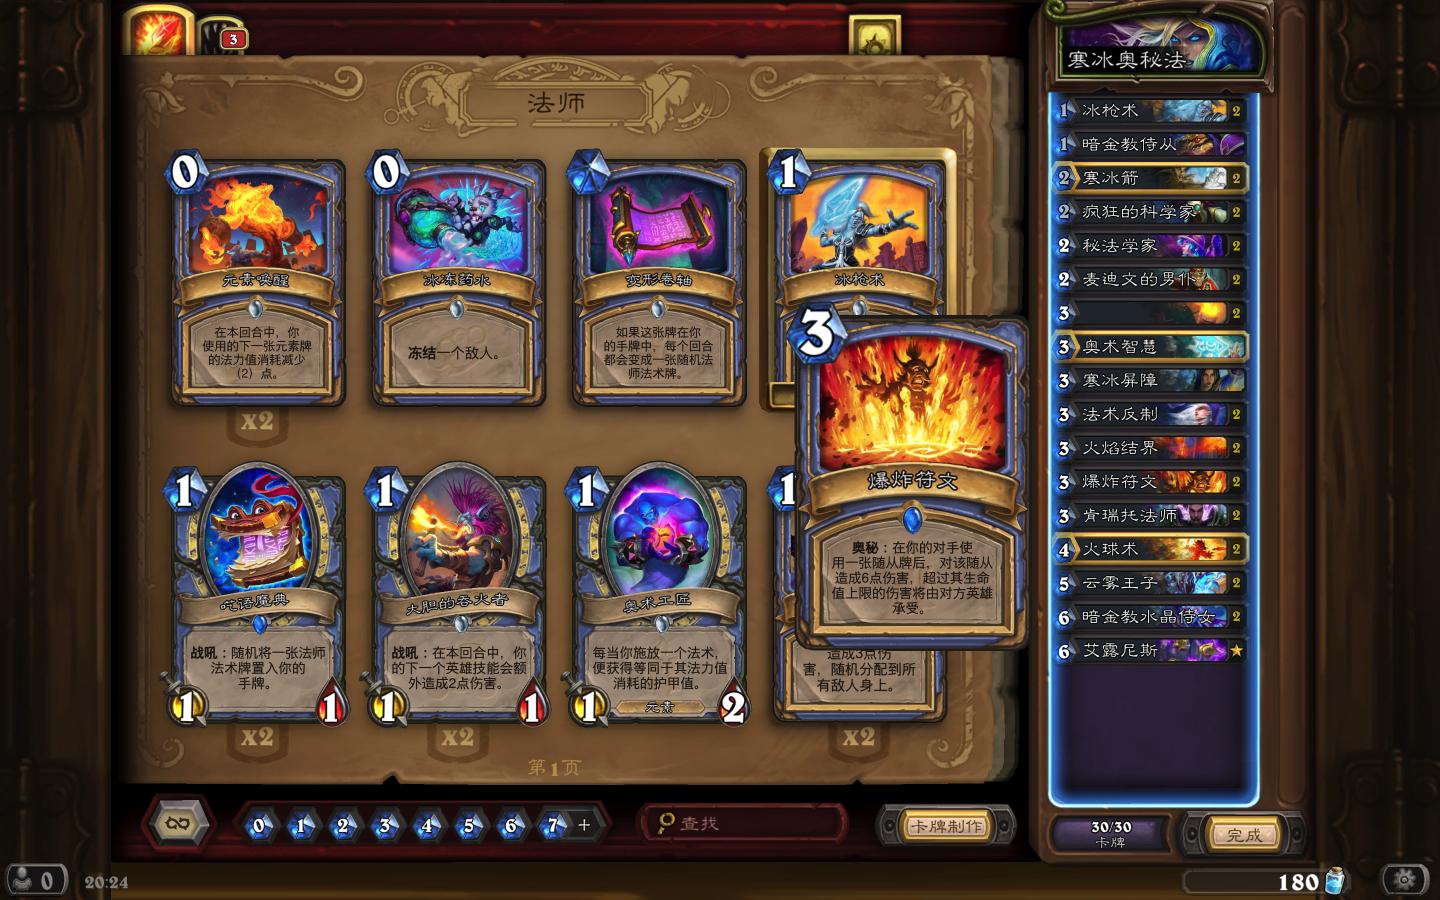 3
法师
0
元素唤醒
在本回合中，你
使用的下一张元素牌
的法力值消耗减少
（2）点。
x2
0
冰冻药水
冻结一个敌人。
变形卷轴
如果这张牌在你
的手牌中，每个回合
都会变成一张随机法
师法术牌。
1
冰枪术
3
爆炸符文
奥秘：在你的对手使
用一张随从牌后，对该随从
造成6点伤害，超过其生命
值上限的伤害将由对方英雄
承受。
1
咒语魔典
战吼：随机将一张法师
法术牌置入你的
手牌。
1
1
x2
1
大胆的吞火者
战吼：在本回合中，你
的下一个英雄技能会额
外造成2点伤害。
1
1
x2
1
奥术工匠
每当你施放一个法术，
便获得等同于其法力值
消耗的护甲值。
元素
1
2
1
造成3点伤
害，随机分配到所
有敌人身上。
x2
第1页
0 1 2 3 4 5 6 7 +
查找
卡牌制作
寒冰奥秘法
1 冰枪术 2
1 暗金教侍从
2 寒冰箭 2
2 疯狂的科学家 2
2 秘法学家 2
2 麦迪文的男仆 2
3 2
3 奥术智慧 2
3 寒冰屏障 2
3 法术反制 2
3 火焰结界 2
3 爆炸符文 2
3 肯瑞托法师 2
4 火球术 2
5 云雾王子 2
6 暗金教水晶侍女 2
6 艾露尼斯
30/30
卡牌
完成
0
20:24
180